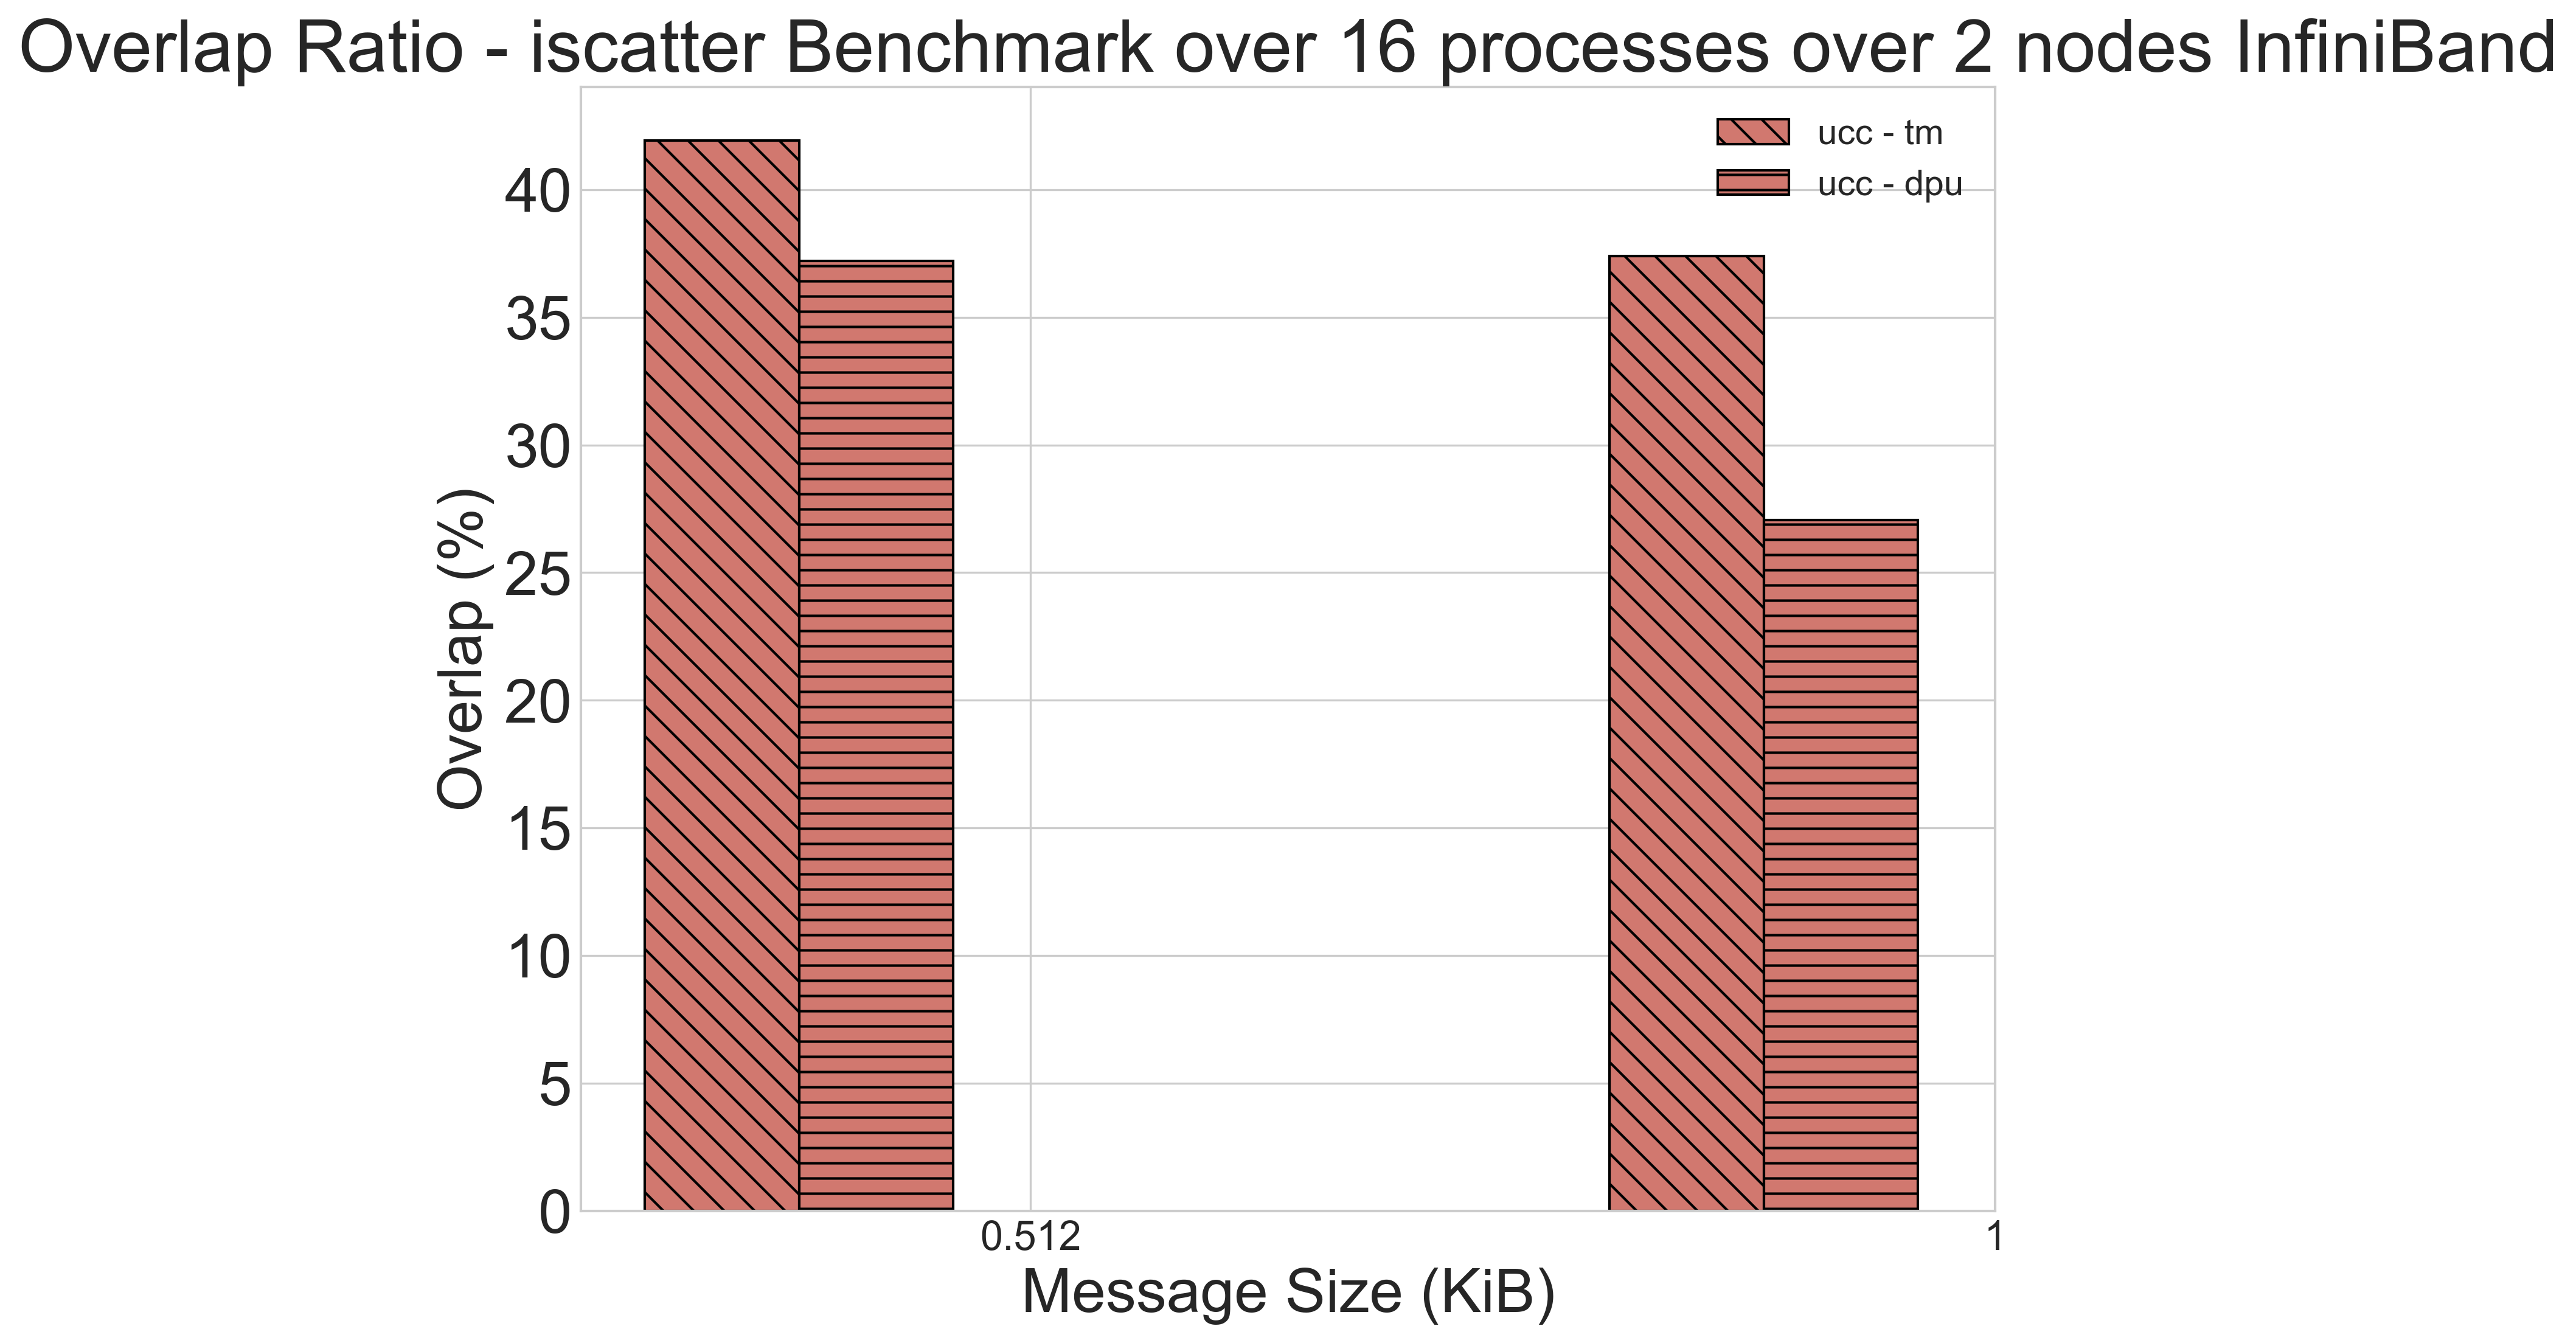 Overlap Ratio - iscatter Benchmark over 16 processes over 2 nodes InfiniBand
ucc - tm
ucc - dpu
Overlap (%)
40
35
30
25
20
15
10
5
0
0.512
1
Message Size (KiB)